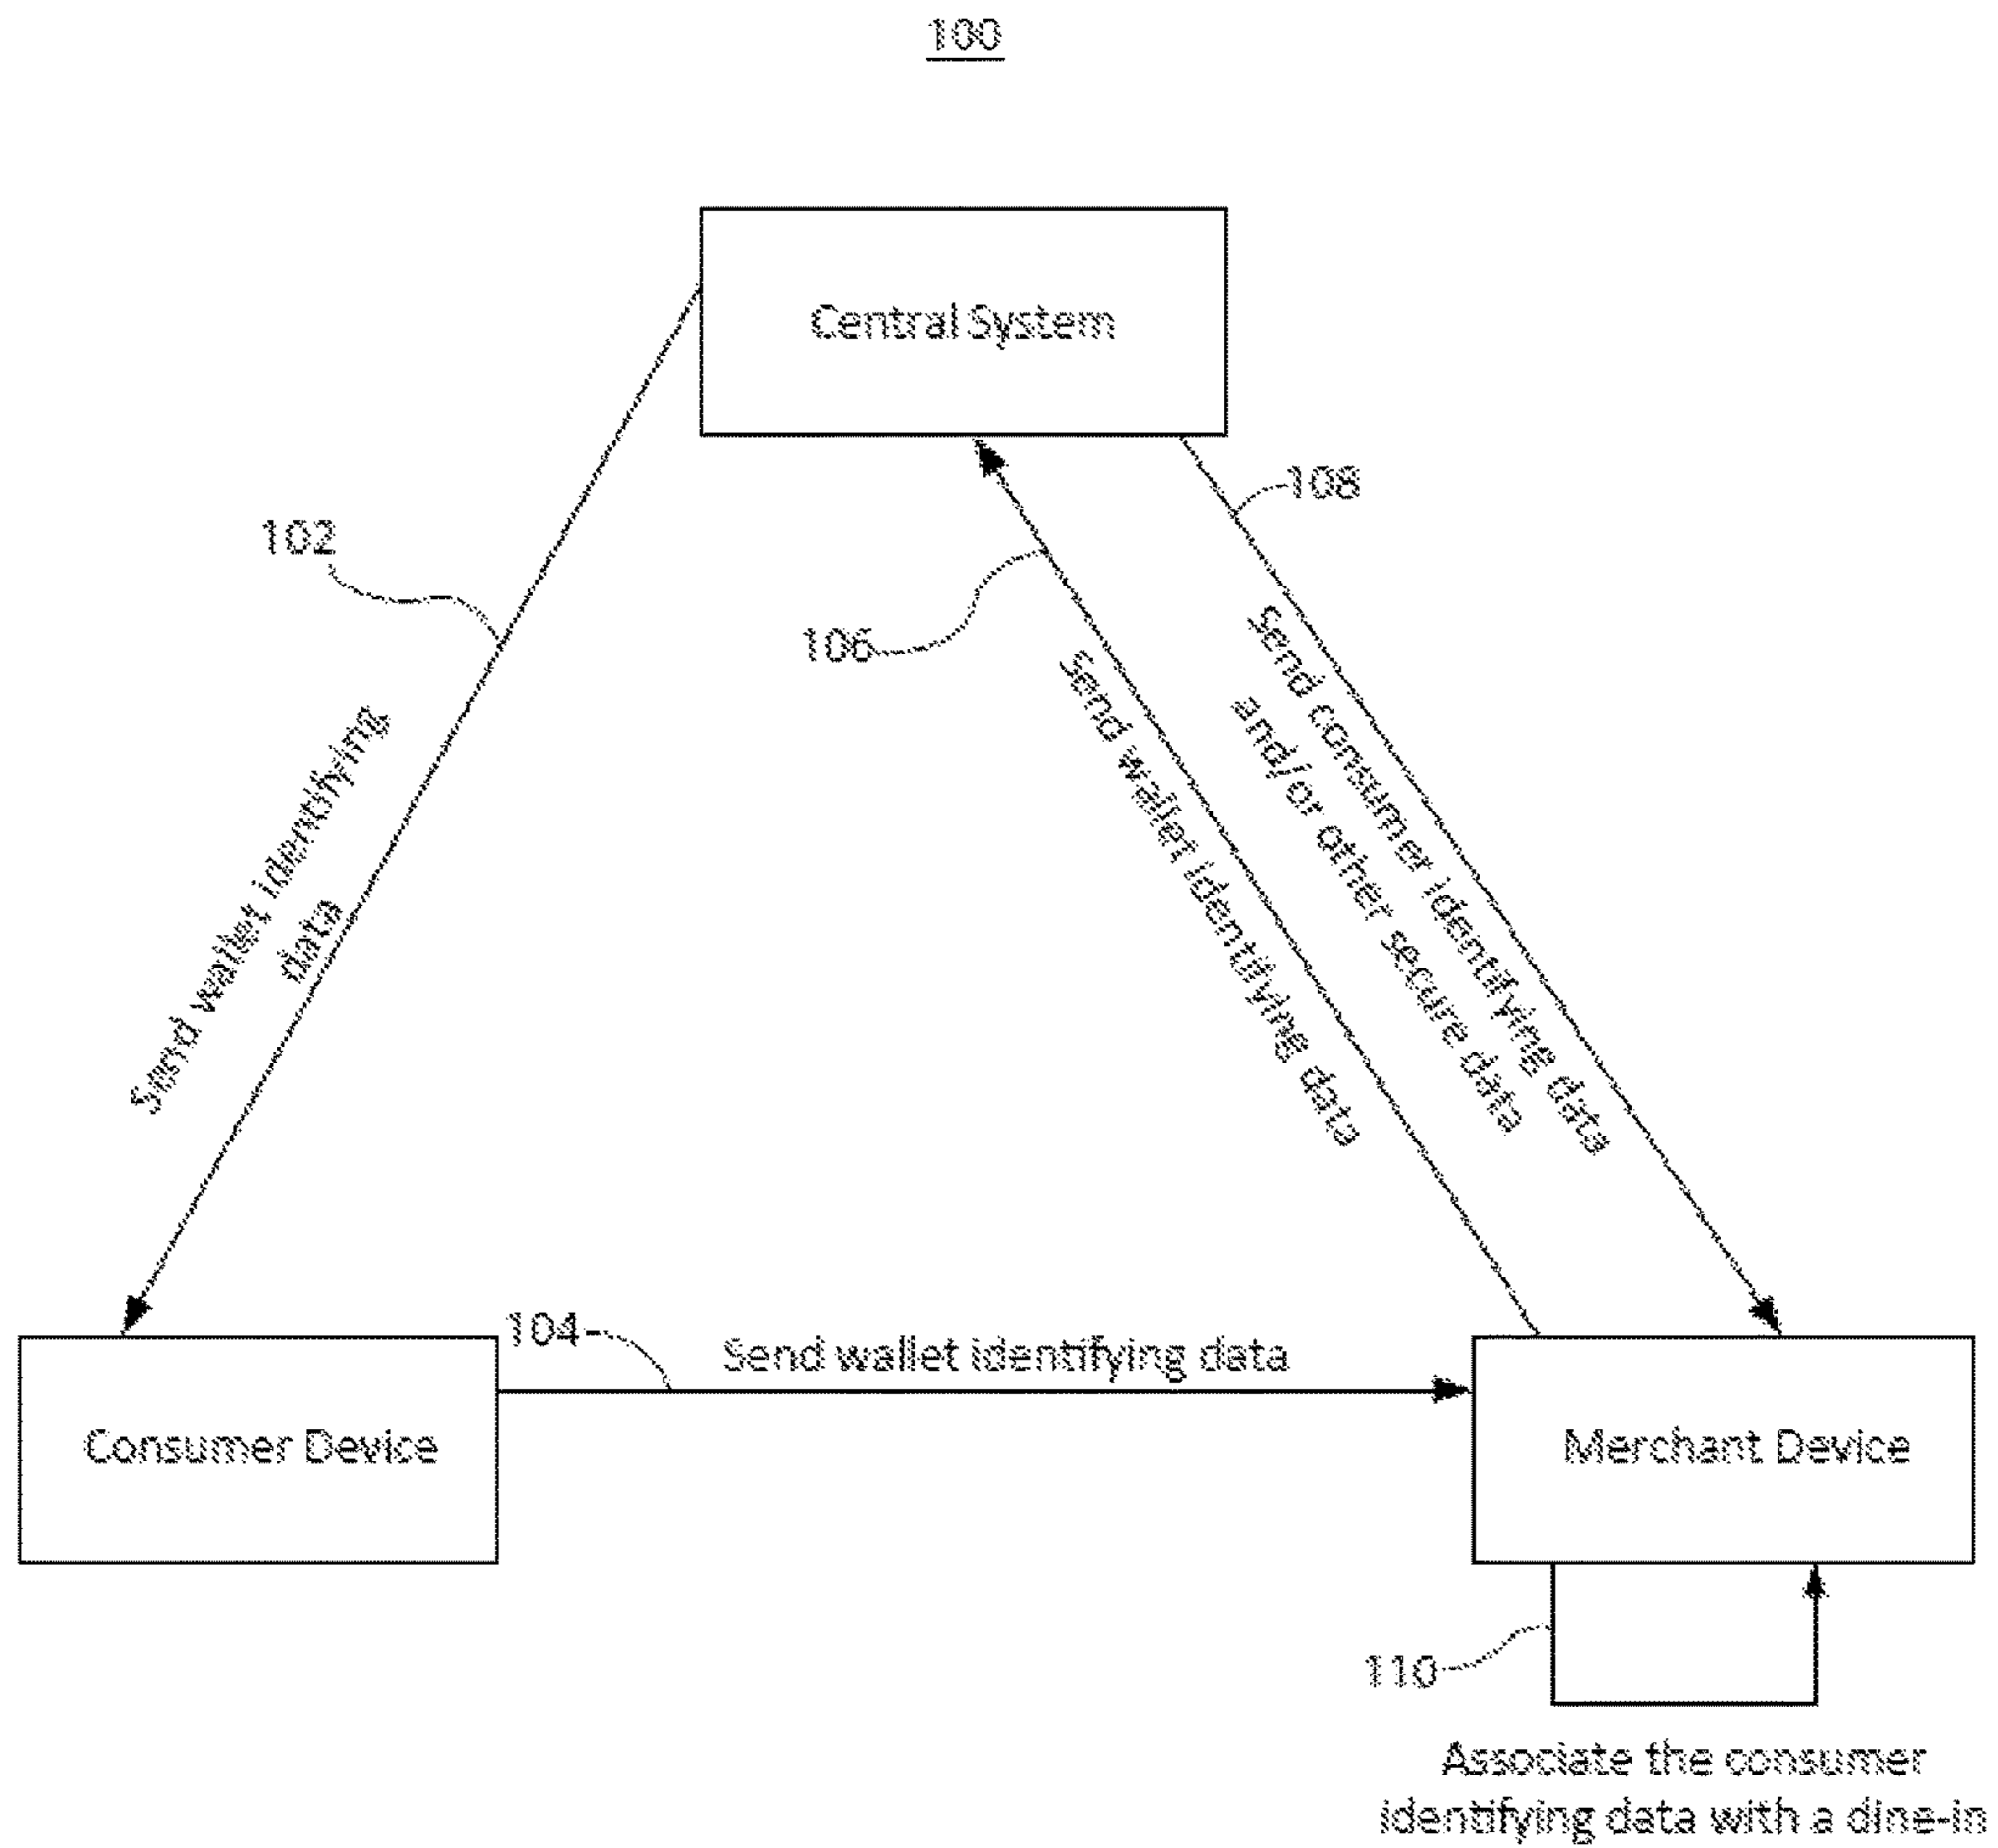 100
Central System
108
102
106
Send wallet identifying
data
Send wallet identifying data
Send consumer identifying data
and/or other secure data
104
Send wallet identifying data
Consumer Device
Merchant Device
110
Associate the consumer
identifying data with a dine-in